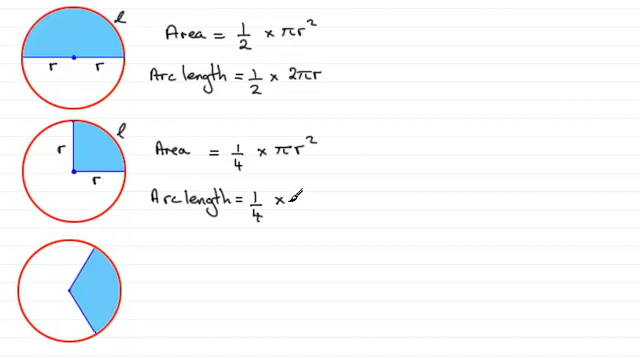 l
Area = 1/2 × πr²
r r
Arc length = 1/2 × 2πr
l
r
Area = 1/4 × πr²
r
Arc length = 1/4 ×